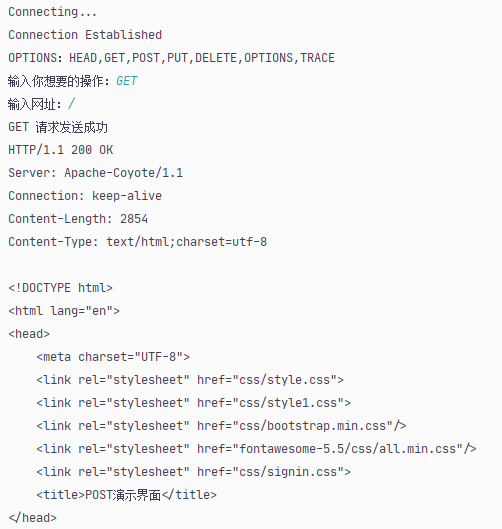 Connecting...
Connection Established
OPTIONS: HEAD,GET,POST,PUT,DELETE,OPTIONS,TRACE
输入你想要的操作: GET
输入网址: /
GET 请求发送成功
HTTP/1.1 200 OK
Server: Apache-Coyote/1.1
Connection: keep-alive
Content-Length: 2854
Content-Type: text/html;charset=utf-8

<!DOCTYPE html>
<html lang="en">
<head>
    <meta charset="UTF-8">
    <link rel="stylesheet" href="css/style.css">
    <link rel="stylesheet" href="css/style1.css">
    <link rel="stylesheet" href="css/bootstrap.min.css"/>
    <link rel="stylesheet" href="fontawesome-5.5/css/all.min.css"/>
    <link rel="stylesheet" href="css/signin.css">
    <title>POST演示界面</title>
</head>